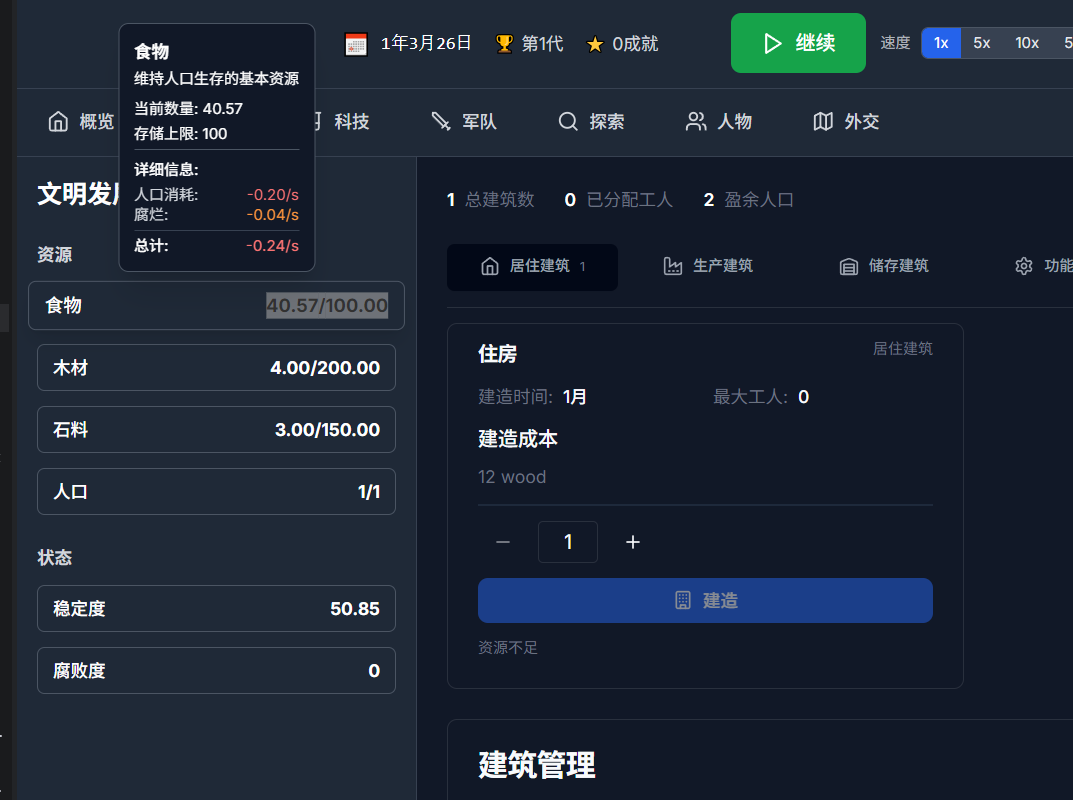 食物
维持人口生存的基本资源
当前数量: 40.57
存储上限: 100
详细信息:
人口消耗: -0.20/s
腐烂: -0.04/s
总计: -0.24/s
1年3月26日 第1代 0成就
继续
速度 1x 5x 10x
概览 科技 军队 探索 人物 外交
文明发
资源
食物 40.57/100.00
木材 4.00/200.00
石料 3.00/150.00
人口 1/1
状态
稳定度 50.85
腐败度 0
1 总建筑数 0 已分配工人 2 盈余人口
居住建筑 1 生产建筑 储存建筑 功能
住房 居住建筑
建造时间: 1月 最大工人: 0
建造成本
12 wood
− 1 +
建造
资源不足
建筑管理